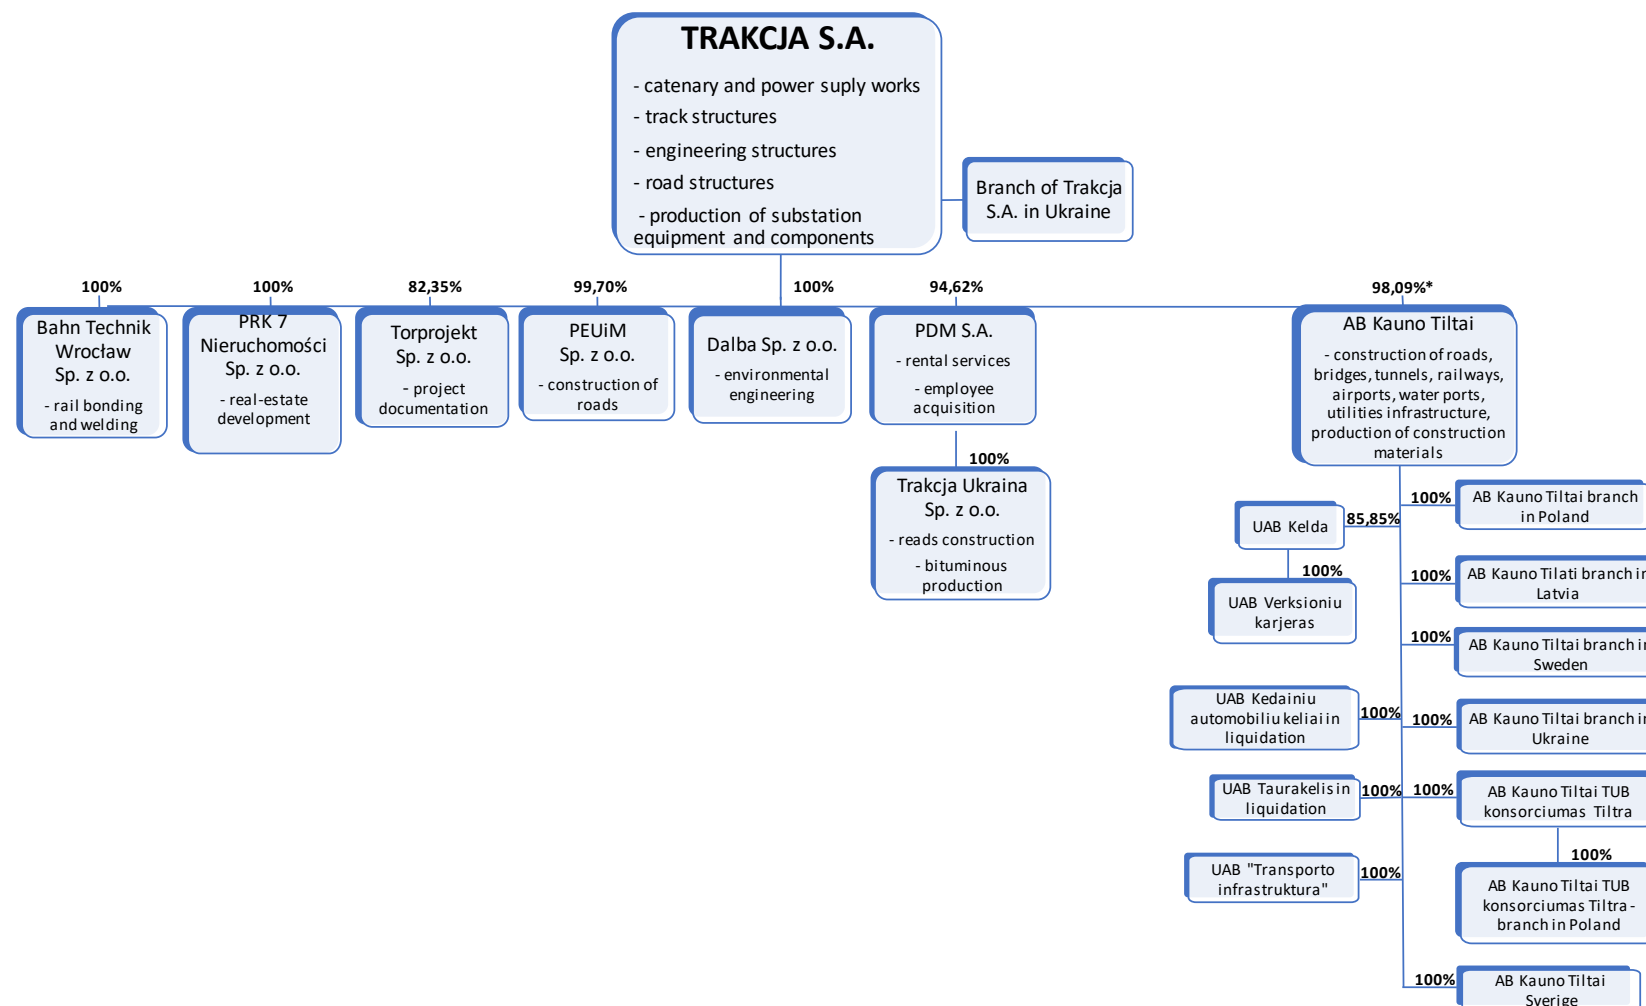 TRAKCJA S.A.
- catenary and power suply works
- track structures
- engineering structures
- road structures
- production of substation
equipment and components
Branch of Trakcja
S.A. in Ukraine
100%
Bahn Technik
Wrocław
Sp. z o.o.
- rail bonding
and welding
100%
PRK 7
Nieruchomości
Sp. z o.o.
- real-estate
development
82,35%
Torprojekt
Sp. z o.o.
- project
documentation
99,70%
PEUiM
Sp. z o.o.
- construction of
roads
100%
Dalba Sp. z o.o.
- environmental
engineering
94,62%
PDM S.A.
- rental services
- employee
acquisition
100%
Trakcja Ukraina
Sp. z o.o.
- reads construction
- bituminous
production
98,09%*
AB Kauno Tiltai
- construction of roads,
bridges, tunnels, railways,
airports, water ports,
utilities infrastructure,
production of construction
materials
85,85%
UAB Kelda
100%
UAB Verksioniu
karjeras
100%
UAB Kedainiu
automobiliu keliai in
liquidation
100%
UAB Taurakelis in
liquidation
100%
UAB "Transporto
infrastruktura"
100%
AB Kauno Tiltai branch
in Poland
100%
AB Kauno Tilati branch in
Latvia
100%
AB Kauno Tiltai branch in
Sweden
100%
AB Kauno Tiltai branch in
Ukraine
100%
AB Kauno Tiltai TUB
konsorciumas Tiltra
100%
AB Kauno Tiltai TUB
konsorciumas Tiltra -
branch in Poland
100%
AB Kauno Tiltai
Sverige